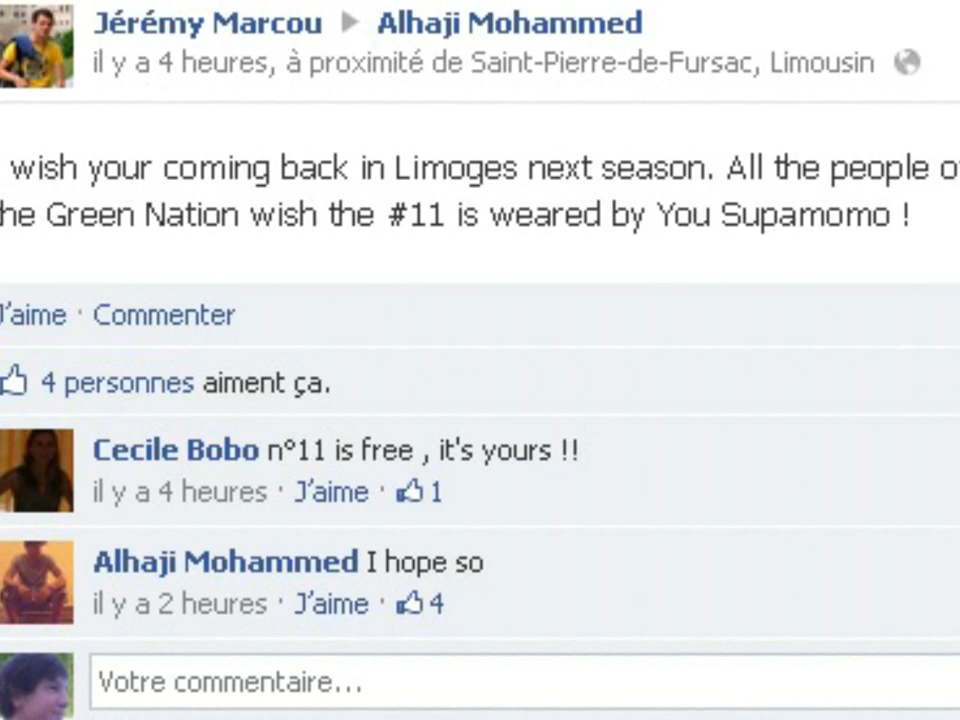 Jérémy Marcou ▶ Alhaji Mohammed
il y a 4 heures, à proximité de Saint-Pierre-de-Fursac, Limousin
wish your coming back in Limoges next season. All the people of
he Green Nation wish the #11 is weared by You Supamomo !
J'aime · Commenter
4 personnes aiment ça.
Cecile Bobo n°11 is free , it's yours !!
il y a 4 heures · J'aime · 1
Alhaji Mohammed I hope so
il y a 2 heures · J'aime · 4
Votre commentaire...